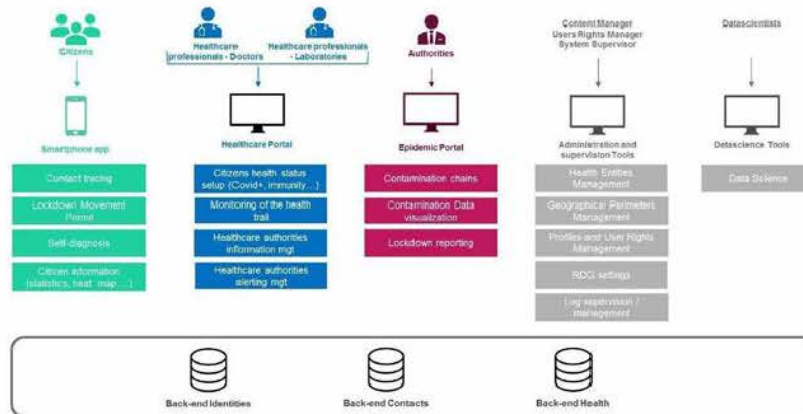 Citizens
Healthcare
professionals - Doctors
Healthcare professionals
- Laboratories
Authorities
Content Manager
Users Rights Manager
System Supervisor
Datascientists
Smartphone app
Healthcare Portal
Epidemic Portal
Administration and
supervision Tools
Datascience Tools
Contact tracing
Lockdown Movement
Permit
Self-diagnosis
Citizen information
(statistics, heat map ...)
Citizens health status
setup (Covid+, immunity...)
Monitoring of the health
trail
Healthcare authorities
information mgt
Healthcare authorities
alerting mgt
Contamination chains
Contamination Data
visualization
Lockdown reporting
Health Entities
Management
Geographical Perimeters
Management
Profiles and User Rights
Management
settings
Log supervision /
management
Data Science
Back-end Identities
Back-end Contacts
Back-end Health